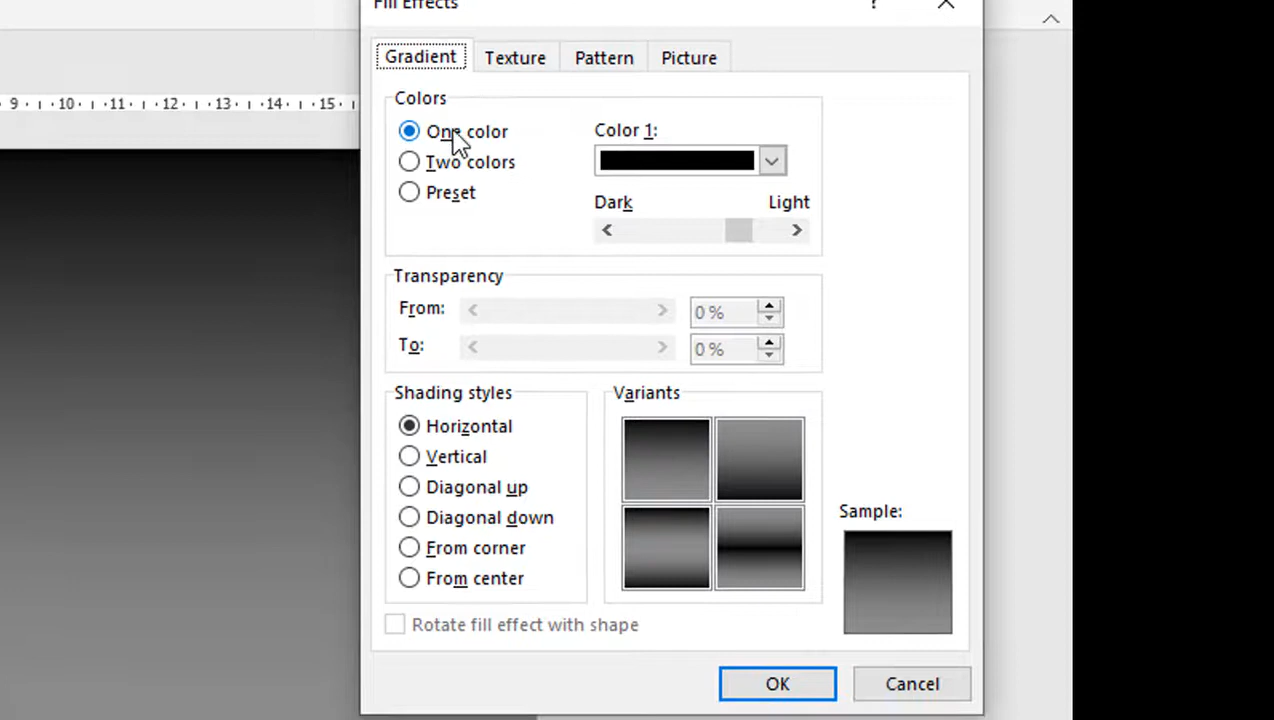 Fill Effects ?
Gradient Texture Pattern Picture
9 10 11 12 13 14 15
Colors
One color
Two colors
Preset
Color 1:
Dark Light
Transparency
From: 0 %
To: 0 %
Shading styles
Horizontal
Vertical
Diagonal up
Diagonal down
From corner
From center
Variants
Sample:
Rotate fill effect with shape
OK Cancel